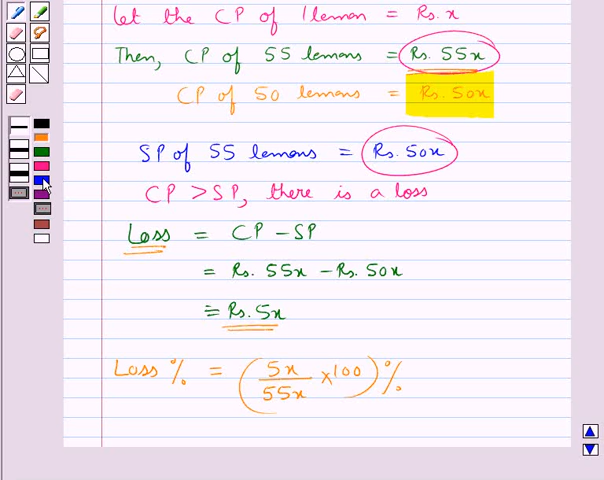 let the CP of 1 lemon = Rs. x
Then, CP of 55 lemons = Rs. 55x
CP of 50 lemons = Rs. 50x
SP of 55 lemons = Rs. 50x
CP > SP, there is a loss
Loss = CP - SP
= Rs. 55x - Rs. 50x
= Rs. 5x
Loss % = (5x/55x × 100) %